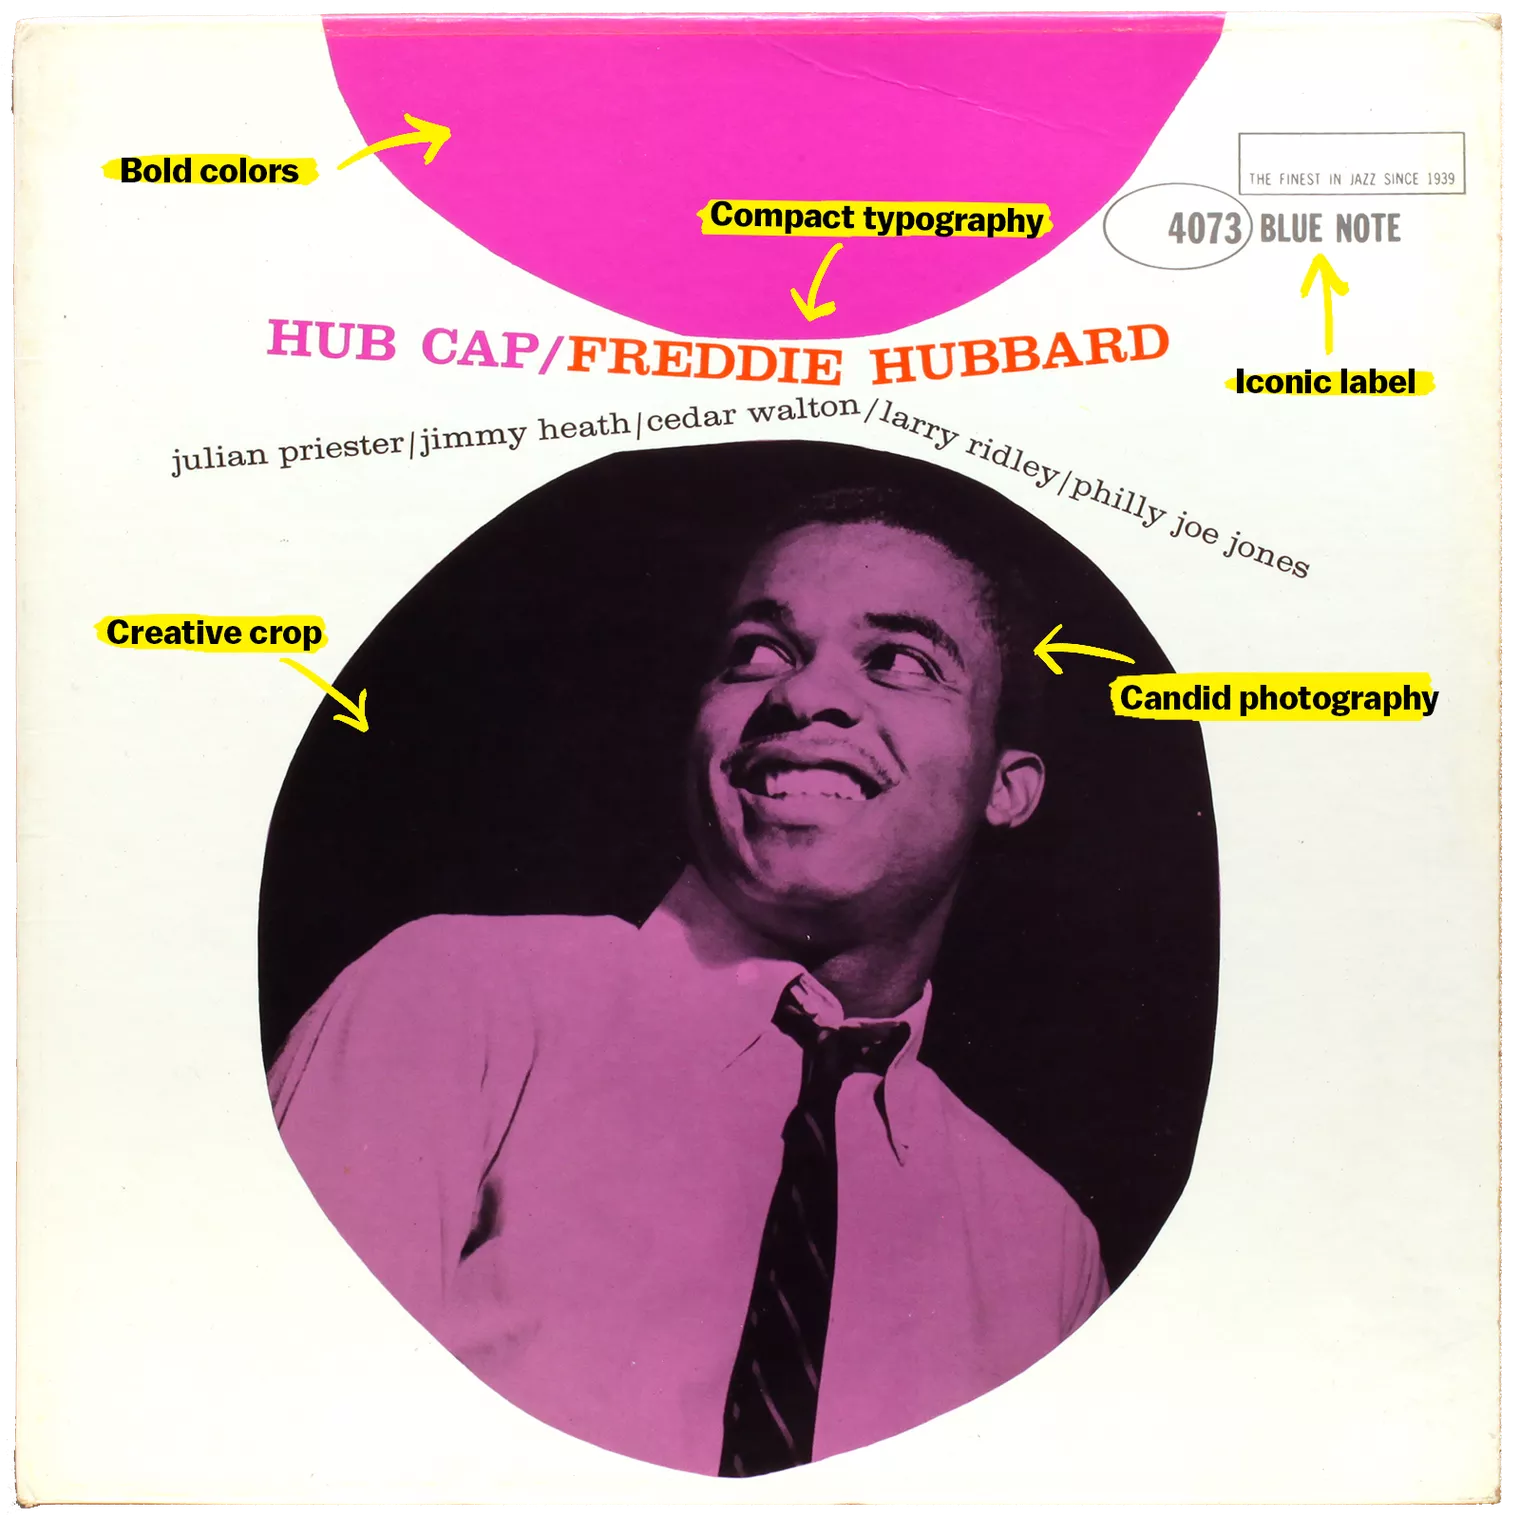 THE FINEST IN JAZZ SINCE 1939
Bold colors
Compact typography
4073 BLUE NOTE
HUB CAP/FREDDIE HUBBARD
Iconic label
julian priester/jimmy heath/cedar walton/larry ridley/philly joe jones
Creative crop
Candid photography